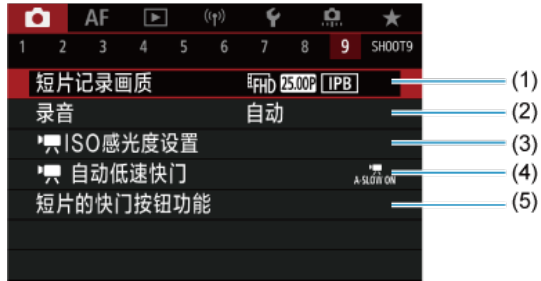 AF
1 2 3 4 5 6 7 8 9 SHOOT9
短片记录画质 FHD 25.00P IPB (1)
录音 自动 (2)
ISO感光度设置 (3)
自动低速快门 A-SLOW ON (4)
短片的快门按钮功能 (5)